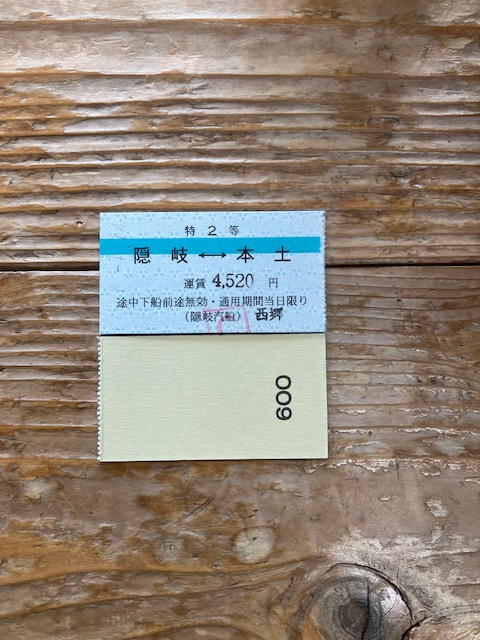 特 2 等
隠 岐 ↔ 本 土
運賃 4,520 円
途中下船前途無効・通用期間当日限り
(隠岐汽船) 西郷
600